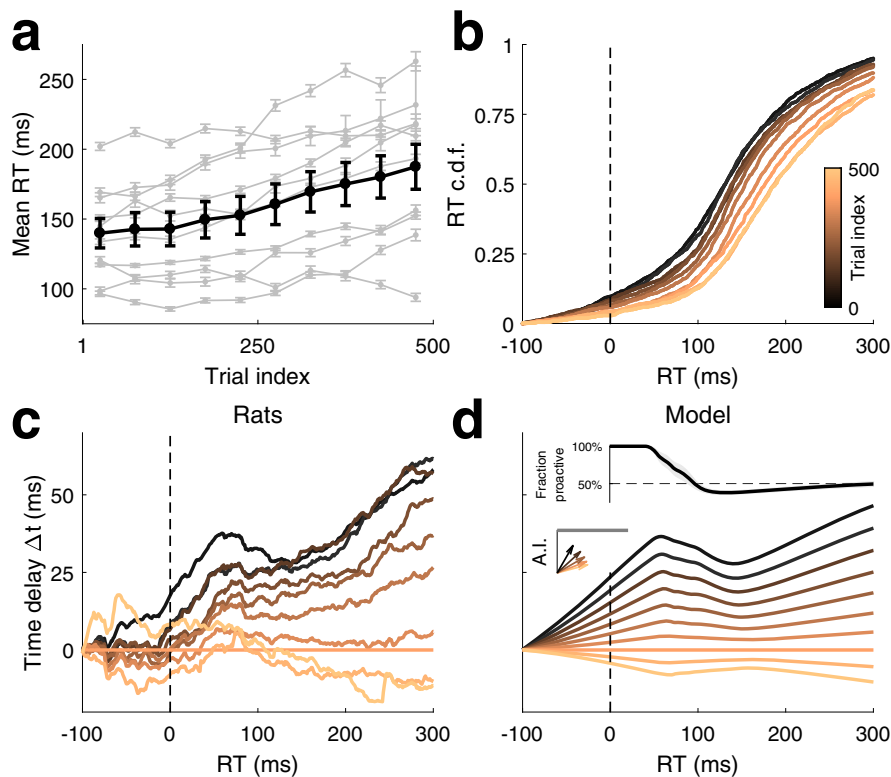 a
250
200
150
100
Mean RT (ms)
1
250
500
Trial index
b
1
0.75
0.5
0.25
0
RT c.d.f.
500
0
Trial index
-100
0
100
200
300
RT (ms)
c
Rats
50
25
0
Time delay Δt (ms)
-100
0
100
200
300
RT (ms)
d
Model
100%
50%
Fraction
proactive
A.I.
-100
0
100
200
300
RT (ms)